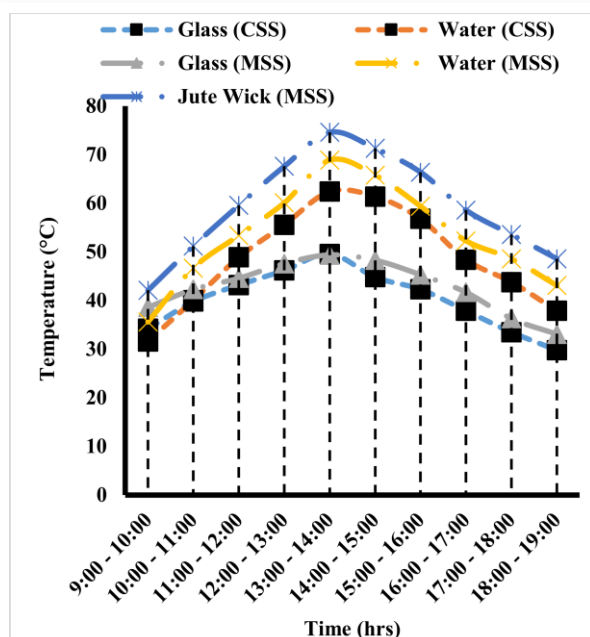 Glass (CSS) Water (CSS)
Glass (MSS) Water (MSS)
Jute Wick (MSS)
80
70
60
50
40
30
20
10
0
Temperature (°C)
9:00 - 10:00
10:00 - 11:00
11:00 - 12:00
12:00 - 13:00
13:00 - 14:00
14:00 - 15:00
15:00 - 16:00
16:00 - 17:00
17:00 - 18:00
18:00 - 19:00
Time (hrs)